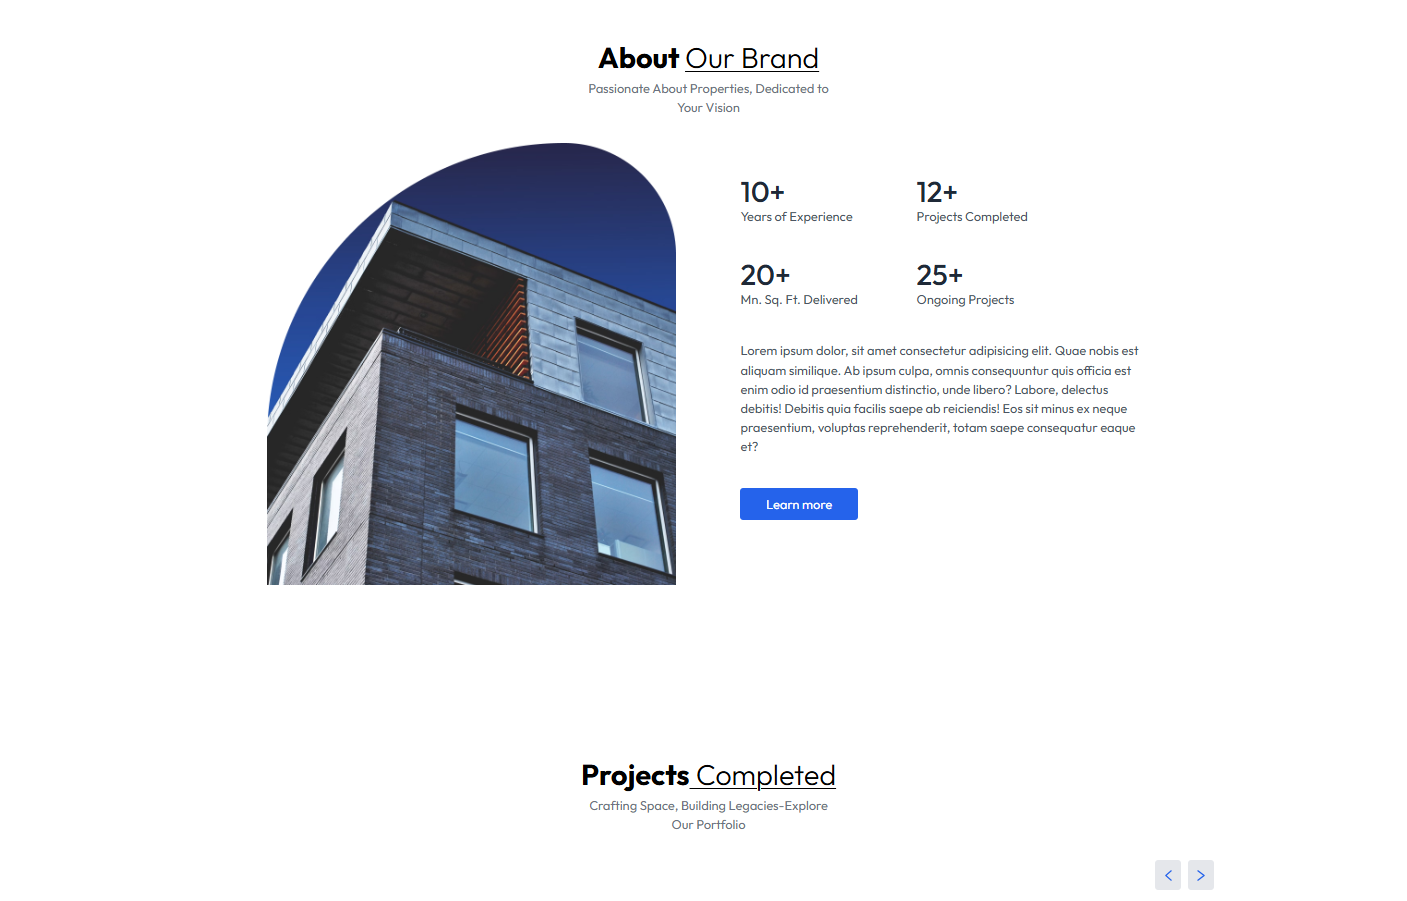 About Our Brand
Passionate About Properties, Dedicated to
Your Vision
10+
Years of Experience
12+
Projects Completed
20+
Mn. Sq. Ft. Delivered
25+
Ongoing Projects
Lorem ipsum dolor, sit amet consectetur adipisicing elit. Quae nobis est
aliquam similique. Ab ipsum culpa, omnis consequuntur quis officia est
enim odio id praesentium distinctio, unde libero? Labore, delectus
debitis! Debitis quia facilis saepe ab reiciendis! Eos sit minus ex neque
praesentium, voluptas reprehenderit, totam saepe consequatur eaque
et?
Learn more
Projects Completed
Crafting Space, Building Legacies-Explore
Our Portfolio